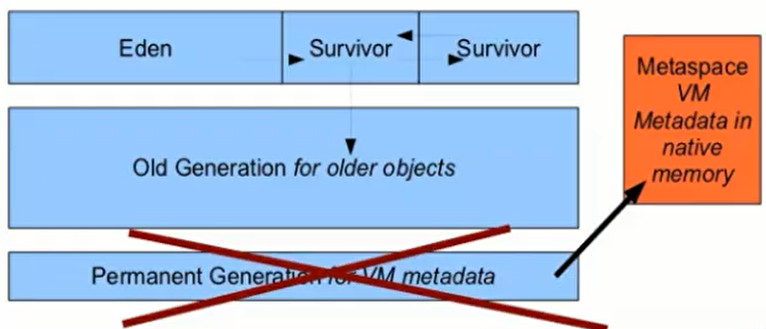 Eden
Survivor
Survivor
Metaspace
VM
Metadata in
native
memory
Old Generation for older objects
Permanent Generation for VM metadata